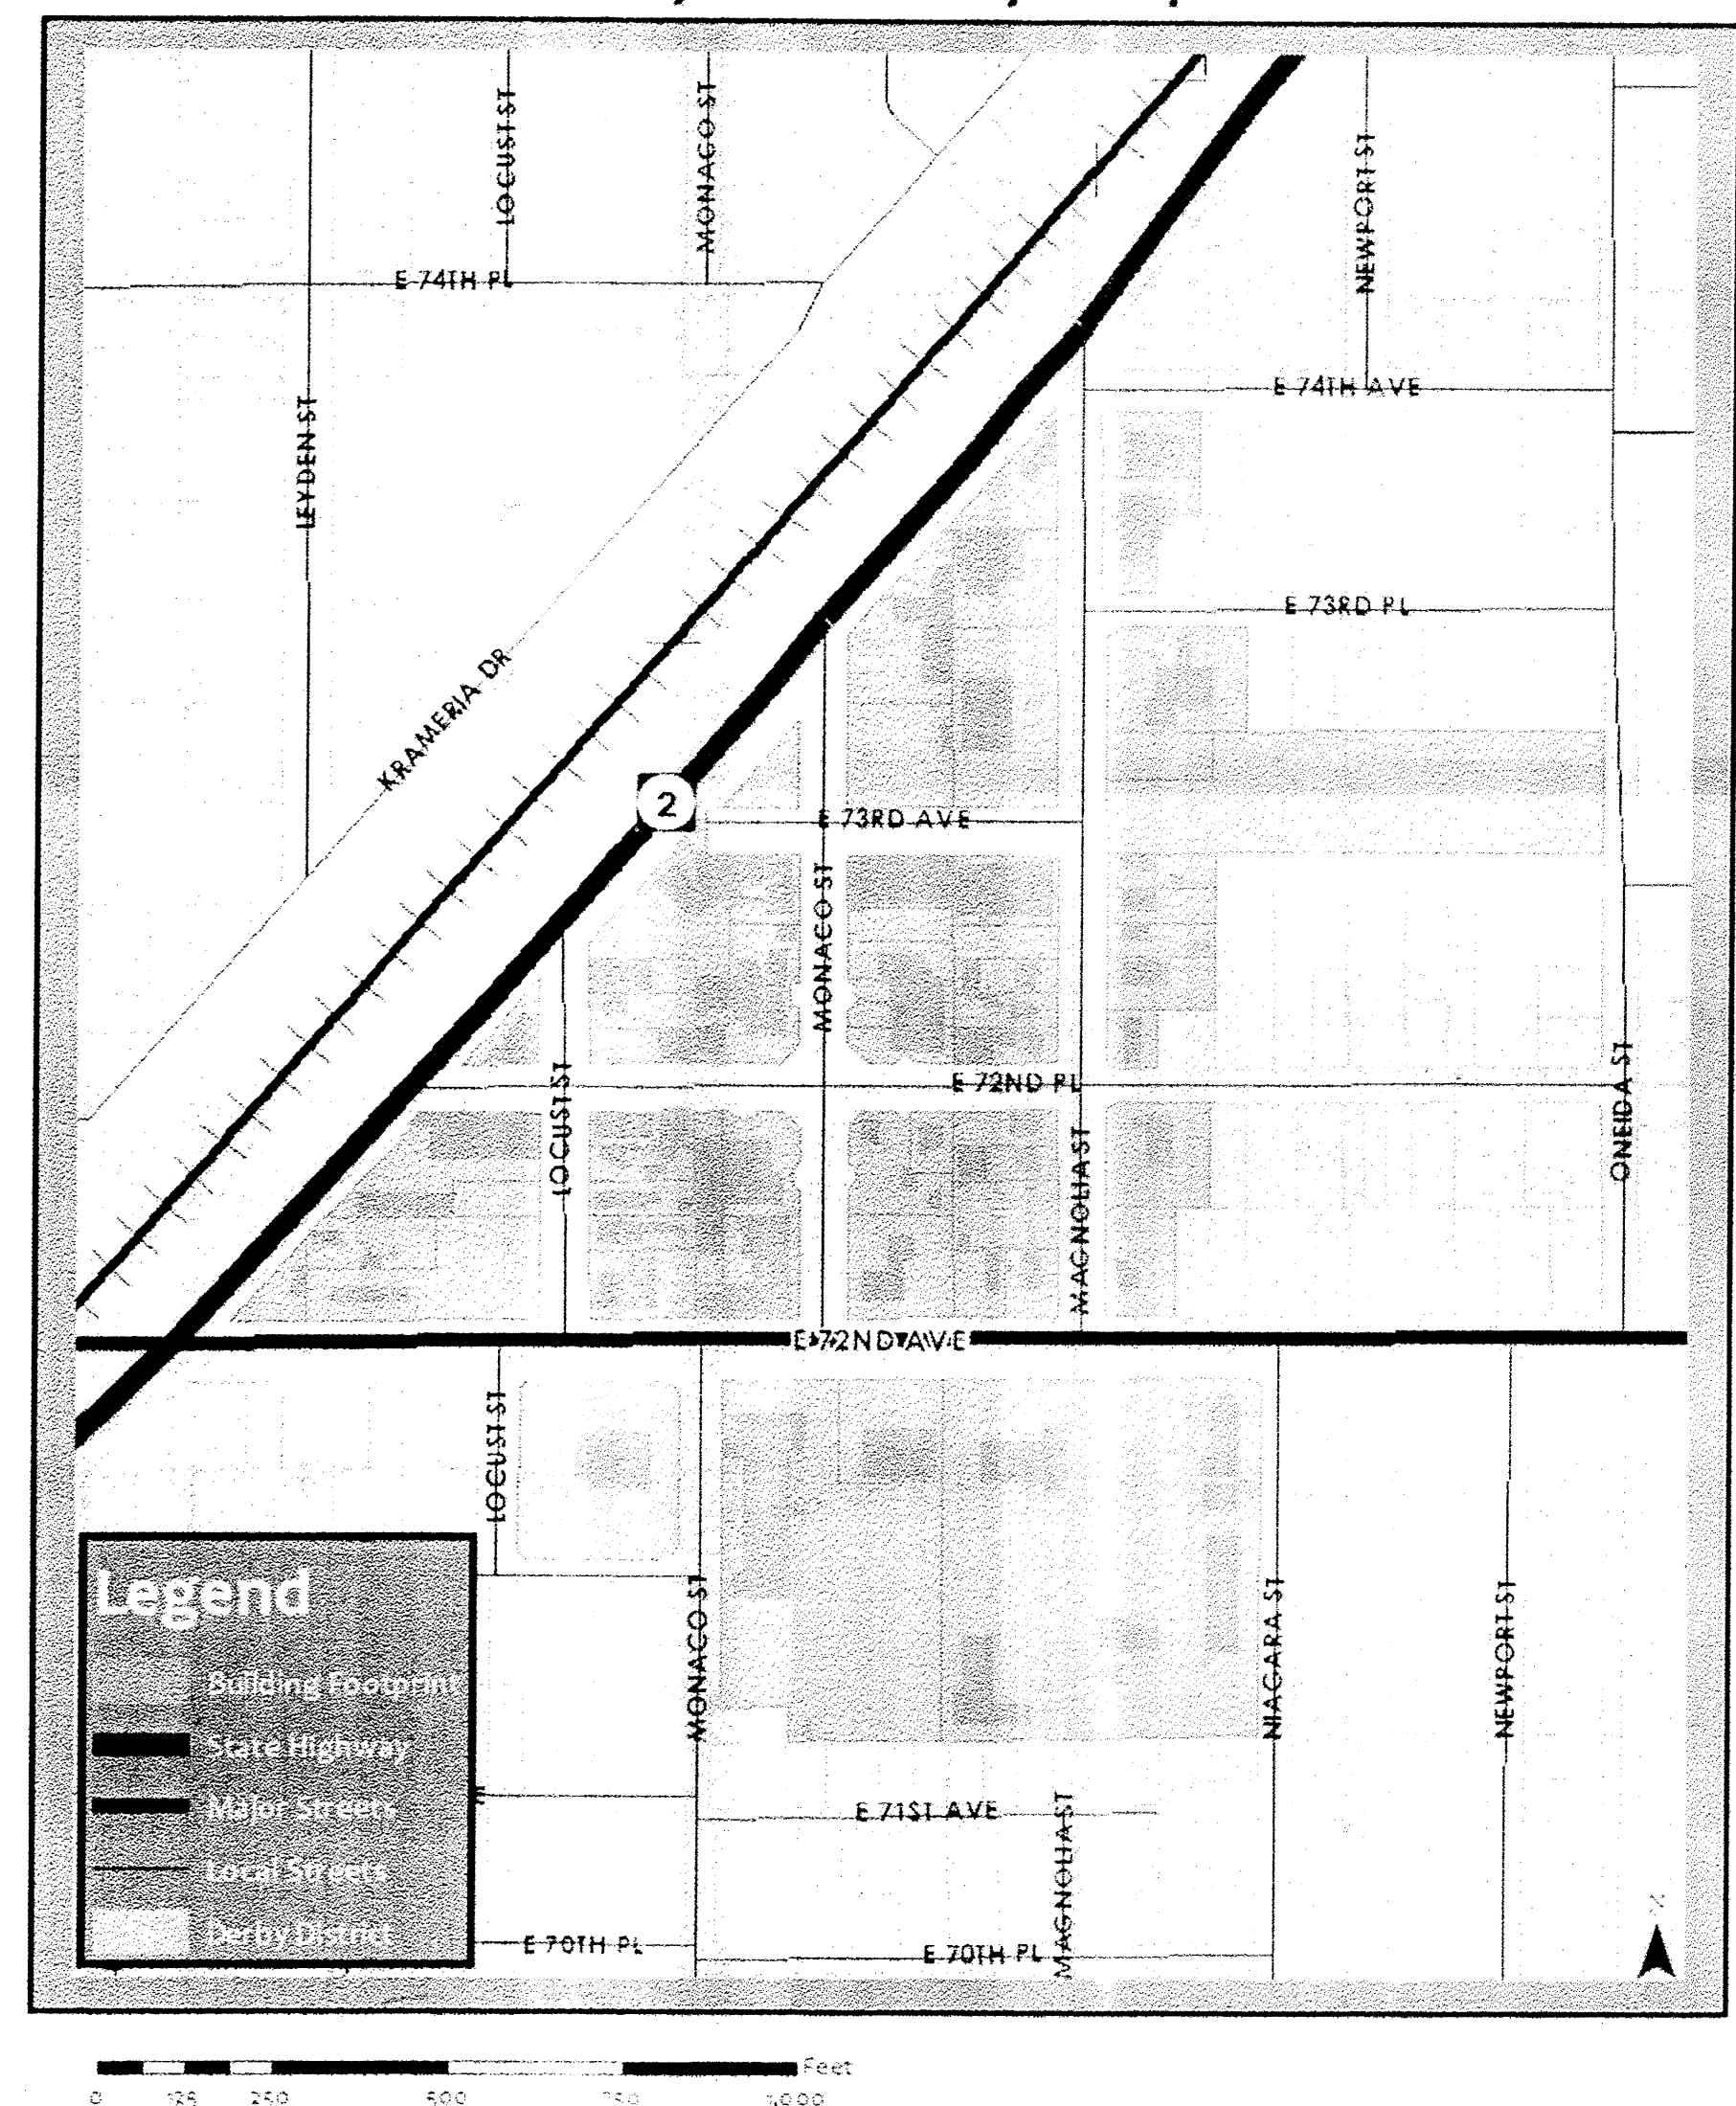 LOCUST ST
MONACO ST
NEWPORT ST
E 74TH PL
E 74TH AVE
LEYDEN ST
E 73RD PL
KRAMERIA DR
2
E 73RD AVE
MONACO ST
LOCUST ST
E 72ND PL
ONEIDA ST
MAGNOLIA ST
E 72ND AVE
LOCUST ST
MONACO ST
NIAGARA ST
NEWPORT ST
Legend
Building Footprint
State Highway
Major Streets
Local Streets
Derby District
E 71ST AVE
MAGNOLIA ST
E 70TH PL
E 70TH PL
N
Feet
0 125 250 500 750 1,000